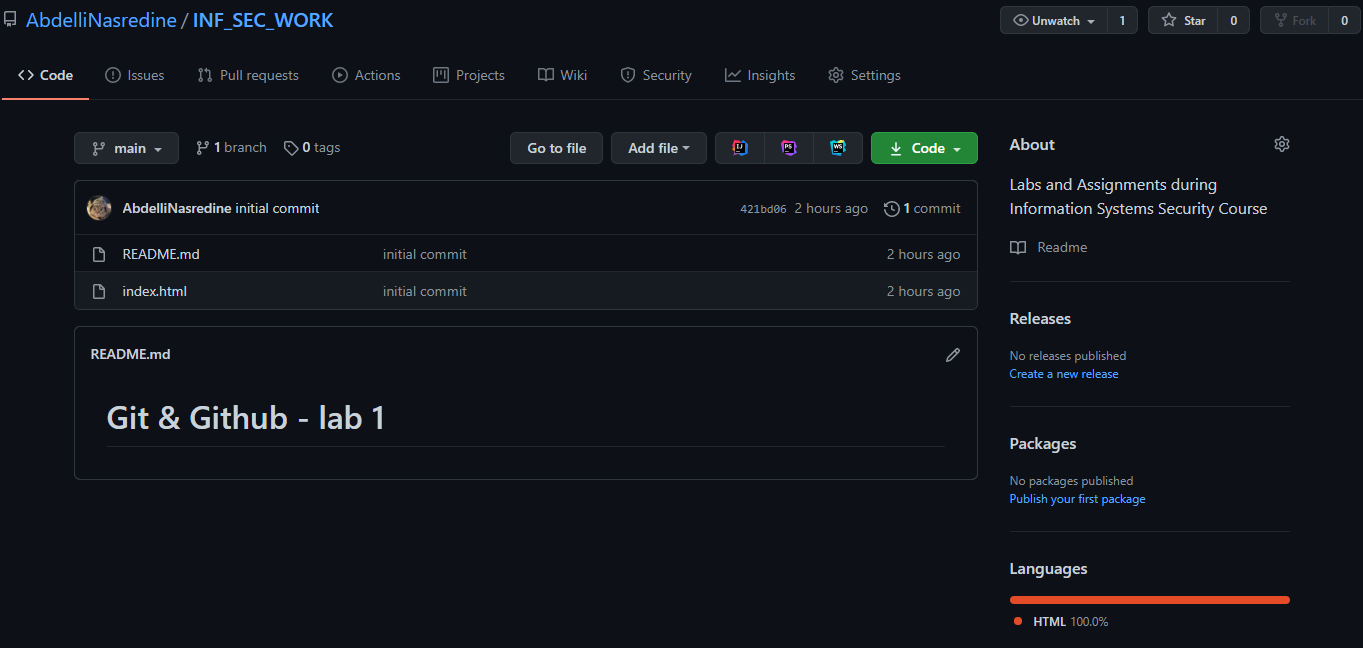 AbdelliNasredine / INF_SEC_WORK
Unwatch 1 Star 0 Fork 0
Code Issues Pull requests Actions Projects Wiki Security Insights Settings
main 1 branch 0 tags Go to file Add file IJ PS WS Code
AbdelliNasredine initial commit 421bd06 2 hours ago 1 commit
README.md initial commit 2 hours ago
index.html initial commit 2 hours ago
README.md
Git & Github - lab 1
About
Labs and Assignments during
Information Systems Security Course
Readme
Releases
No releases published
Create a new release
Packages
No packages published
Publish your first package
Languages
HTML 100.0%